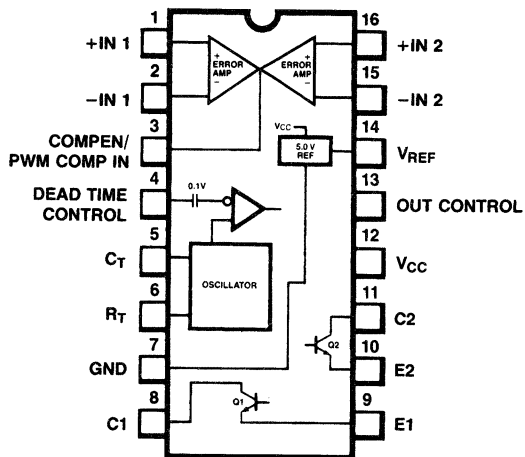 1
+IN 1
2
−IN 1
3
COMPEN/
PWM COMP IN
4
DEAD TIME
CONTROL
5
CT
6
RT
7
GND
8
C1
16
+IN 2
15
−IN 2
14
VREF
13
OUT CONTROL
12
VCC
11
C2
10
E2
9
E1
+
ERROR
AMP
−
+
ERROR
AMP
−
VCC
5.0 V
REF
0.1V
OSCILLATOR
Q2
Q1